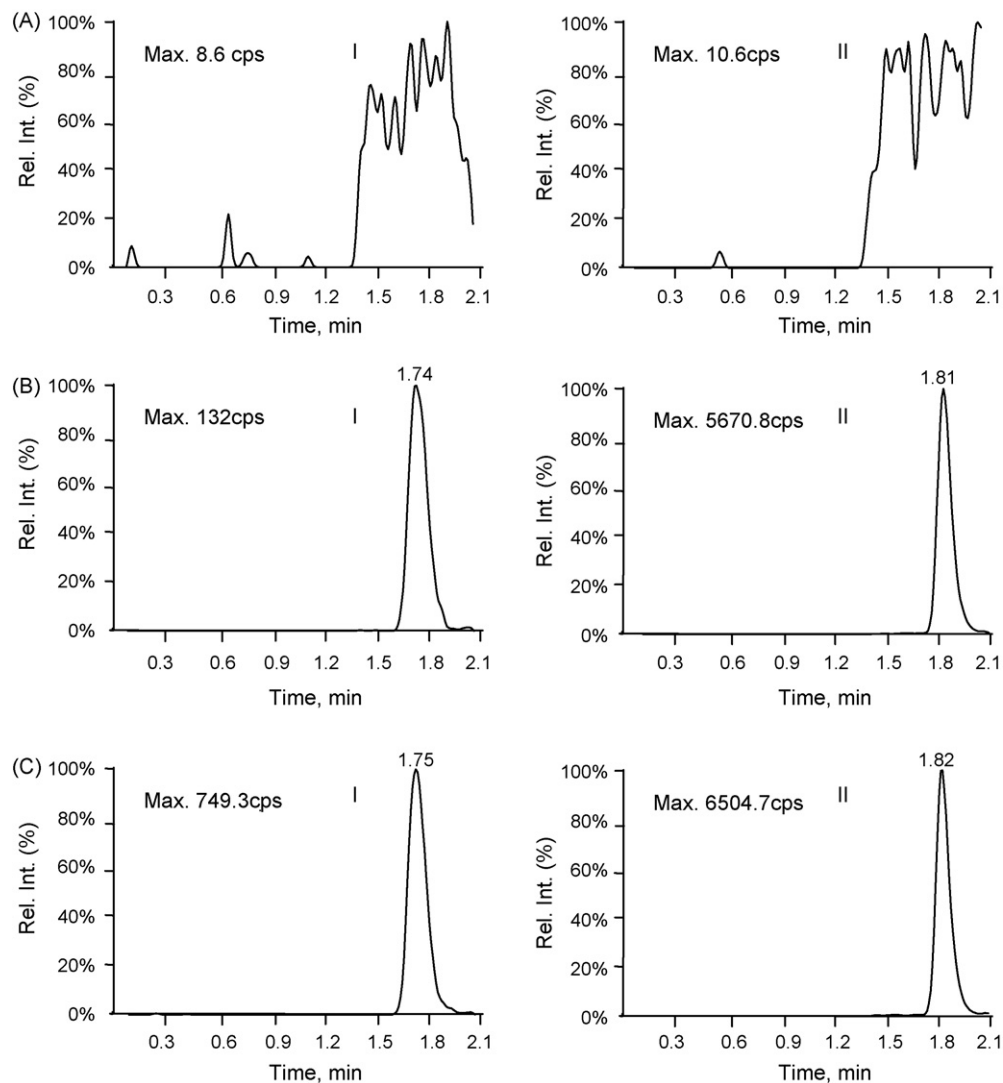 (A)
100%
80%
60%
40%
20%
0%
Rel. Int. (%)
Max. 8.6 cps
I
0.3 0.6 0.9 1.2 1.5 1.8 2.1
Time, min
100%
80%
60%
40%
20%
0%
Rel. Int. (%)
Max. 10.6cps
II
0.3 0.6 0.9 1.2 1.5 1.8 2.1
Time, min
(B)
100%
80%
60%
40%
20%
0%
Rel. Int. (%)
Max. 132cps
I
1.74
0.3 0.6 0.9 1.2 1.5 1.8 2.1
Time, min
100%
80%
60%
40%
20%
0%
Rel. Int. (%)
Max. 5670.8cps
II
1.81
0.3 0.6 0.9 1.2 1.5 1.8 2.1
Time, min
(C)
100%
80%
60%
40%
20%
0%
Rel. Int. (%)
Max. 749.3cps
I
1.75
0.3 0.6 0.9 1.2 1.5 1.8 2.1
Time, min
100%
80%
60%
40%
20%
0%
Rel. Int. (%)
Max. 6504.7cps
II
1.82
0.3 0.6 0.9 1.2 1.5 1.8 2.1
Time, min